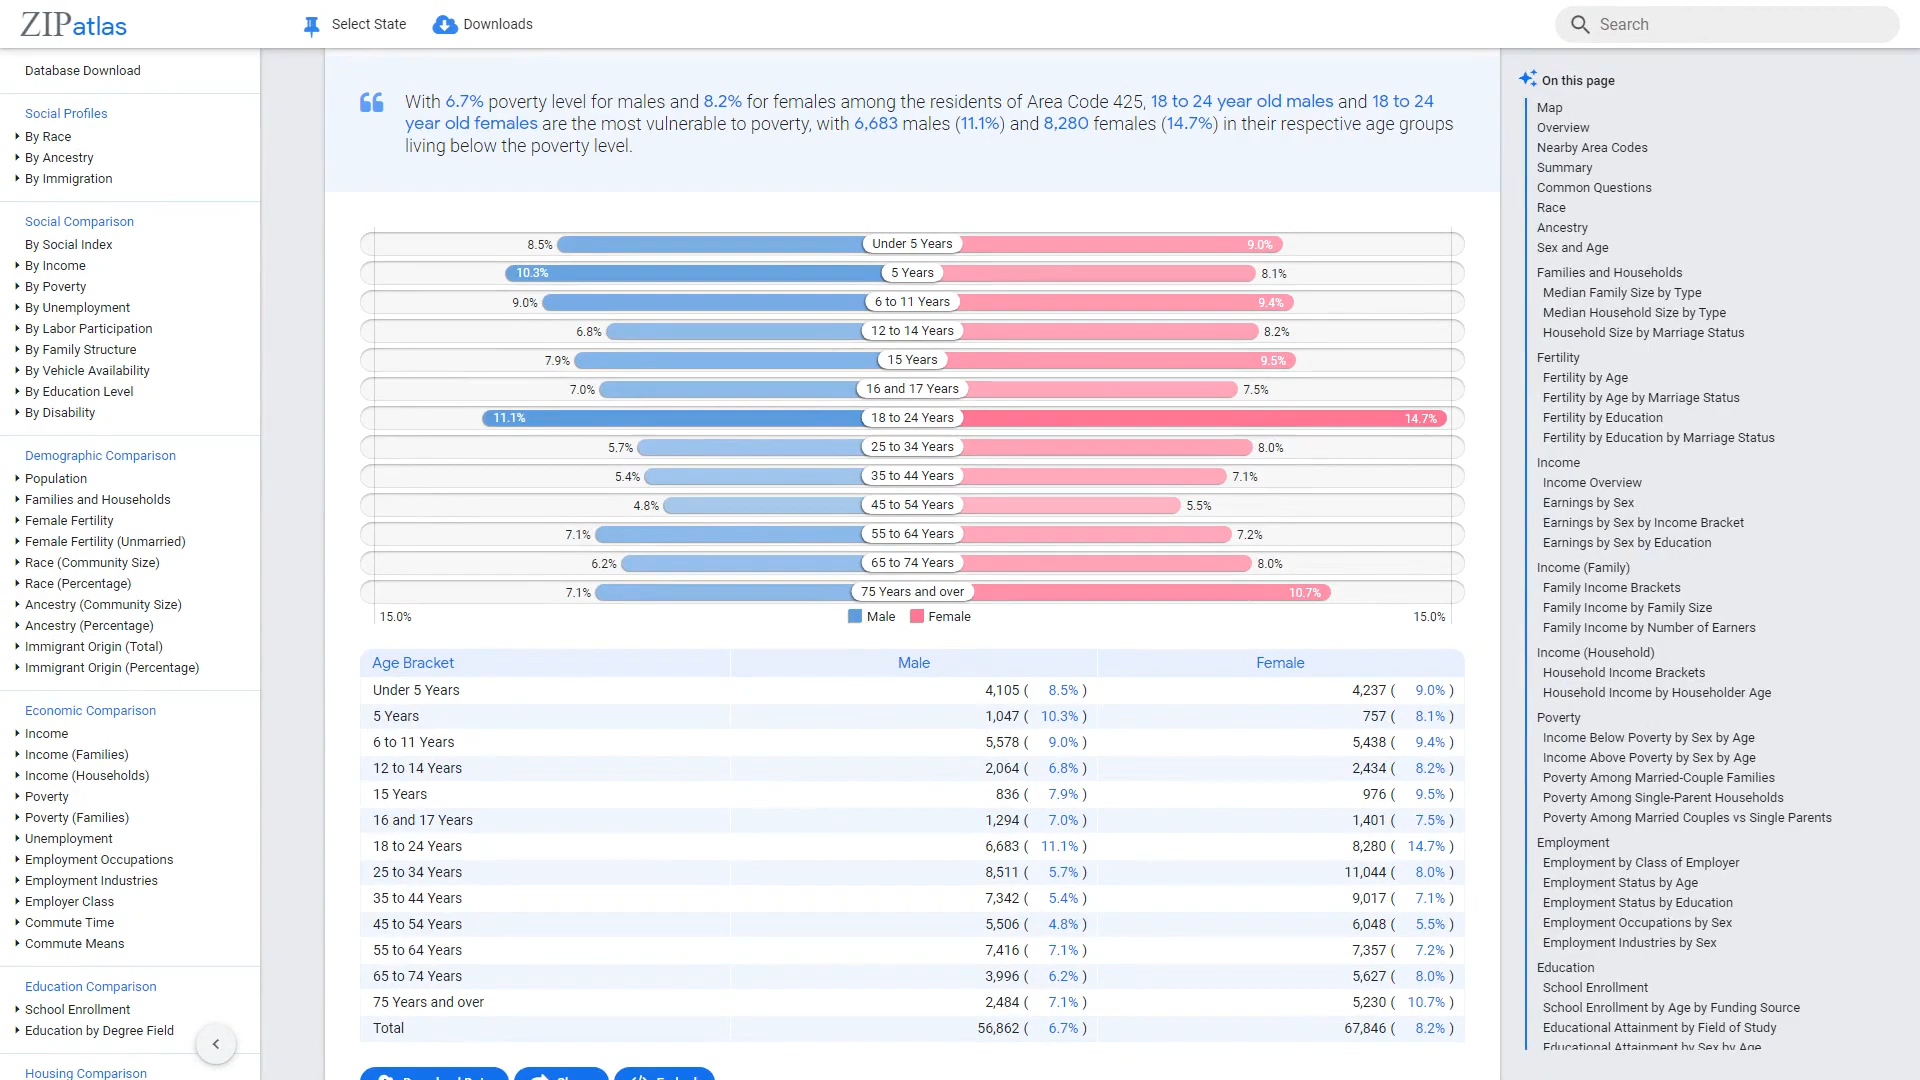 ZIPatlas
Select State
Downloads
Search
Database Download
Social Profiles
By Race
By Ancestry
By Immigration
Social Comparison
By Social Index
By Income
By Poverty
By Unemployment
By Labor Participation
By Family Structure
By Vehicle Availability
By Education Level
By Disability
Demographic Comparison
Population
Families and Households
Female Fertility
Female Fertility (Unmarried)
Race (Community Size)
Race (Percentage)
Ancestry (Community Size)
Ancestry (Percentage)
Immigrant Origin (Total)
Immigrant Origin (Percentage)
Economic Comparison
Income
Income (Families)
Income (Households)
Poverty
Poverty (Families)
Unemployment
Employment Occupations
Employment Industries
Employer Class
Commute Time
Commute Means
Education Comparison
School Enrollment
Education by Degree Field
Housing Comparison
With 6.7% poverty level for males and 8.2% for females among the residents of Area Code 425, 18 to 24 year old males and 18 to 24
year old females are the most vulnerable to poverty, with 6,683 males (11.1%) and 8,280 females (14.7%) in their respective age groups
living below the poverty level.
8.5% Under 5 Years 9.0%
10.3% 5 Years 8.1%
9.0% 6 to 11 Years 9.4%
6.8% 12 to 14 Years 8.2%
7.9% 15 Years 9.5%
7.0% 16 and 17 Years 7.5%
11.1% 18 to 24 Years 14.7%
5.7% 25 to 34 Years 8.0%
5.4% 35 to 44 Years 7.1%
4.8% 45 to 54 Years 5.5%
7.1% 55 to 64 Years 7.2%
6.2% 65 to 74 Years 8.0%
7.1% 75 Years and over 10.7%
15.0% Male Female 15.0%
Age Bracket Male Female
Under 5 Years 4,105 ( 8.5% ) 4,237 ( 9.0% )
5 Years 1,047 ( 10.3% ) 757 ( 8.1% )
6 to 11 Years 5,578 ( 9.0% ) 5,438 ( 9.4% )
12 to 14 Years 2,064 ( 6.8% ) 2,434 ( 8.2% )
15 Years 836 ( 7.9% ) 976 ( 9.5% )
16 and 17 Years 1,294 ( 7.0% ) 1,401 ( 7.5% )
18 to 24 Years 6,683 ( 11.1% ) 8,280 ( 14.7% )
25 to 34 Years 8,511 ( 5.7% ) 11,044 ( 8.0% )
35 to 44 Years 7,342 ( 5.4% ) 9,017 ( 7.1% )
45 to 54 Years 5,506 ( 4.8% ) 6,048 ( 5.5% )
55 to 64 Years 7,416 ( 7.1% ) 7,357 ( 7.2% )
65 to 74 Years 3,996 ( 6.2% ) 5,627 ( 8.0% )
75 Years and over 2,484 ( 7.1% ) 5,230 ( 10.7% )
Total 56,862 ( 6.7% ) 67,846 ( 8.2% )
On this page
Map
Overview
Nearby Area Codes
Summary
Common Questions
Race
Ancestry
Sex and Age
Families and Households
Median Family Size by Type
Median Household Size by Type
Household Size by Marriage Status
Fertility
Fertility by Age
Fertility by Age by Marriage Status
Fertility by Education
Fertility by Education by Marriage Status
Income
Income Overview
Earnings by Sex
Earnings by Sex by Income Bracket
Earnings by Sex by Education
Income (Family)
Family Income Brackets
Family Income by Family Size
Family Income by Number of Earners
Income (Household)
Household Income Brackets
Household Income by Householder Age
Poverty
Income Below Poverty by Sex by Age
Income Above Poverty by Sex by Age
Poverty Among Married-Couple Families
Poverty Among Single-Parent Households
Poverty Among Married Couples vs Single Parents
Employment
Employment by Class of Employer
Employment Status by Age
Employment Status by Education
Employment Occupations by Sex
Employment Industries by Sex
Education
School Enrollment
School Enrollment by Age by Funding Source
Educational Attainment by Field of Study
Educational Attainment by Sex by Age